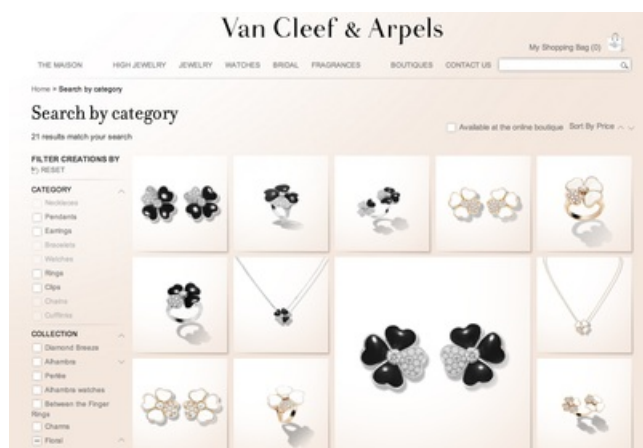 Van Cleef & Arpels
My Shopping Bag (0)
THE MAISON HIGH JEWELRY JEWELRY WATCHES BRIDAL FRAGRANCES BOUTIQUES CONTACT US
Home > Search by category
Search by category
21 results match your search
Available at the online boutique Sort By Price
FILTER CREATIONS BY
RESET
CATEGORY
Necklaces
Pendants
Earrings
Bracelets
Watches
Rings
Clips
Chains
Cufflinks
COLLECTION
Diamond Breeze
Alhambra
Perlée
Alhambra watches
Between the Finger
Rings
Charms
Floral